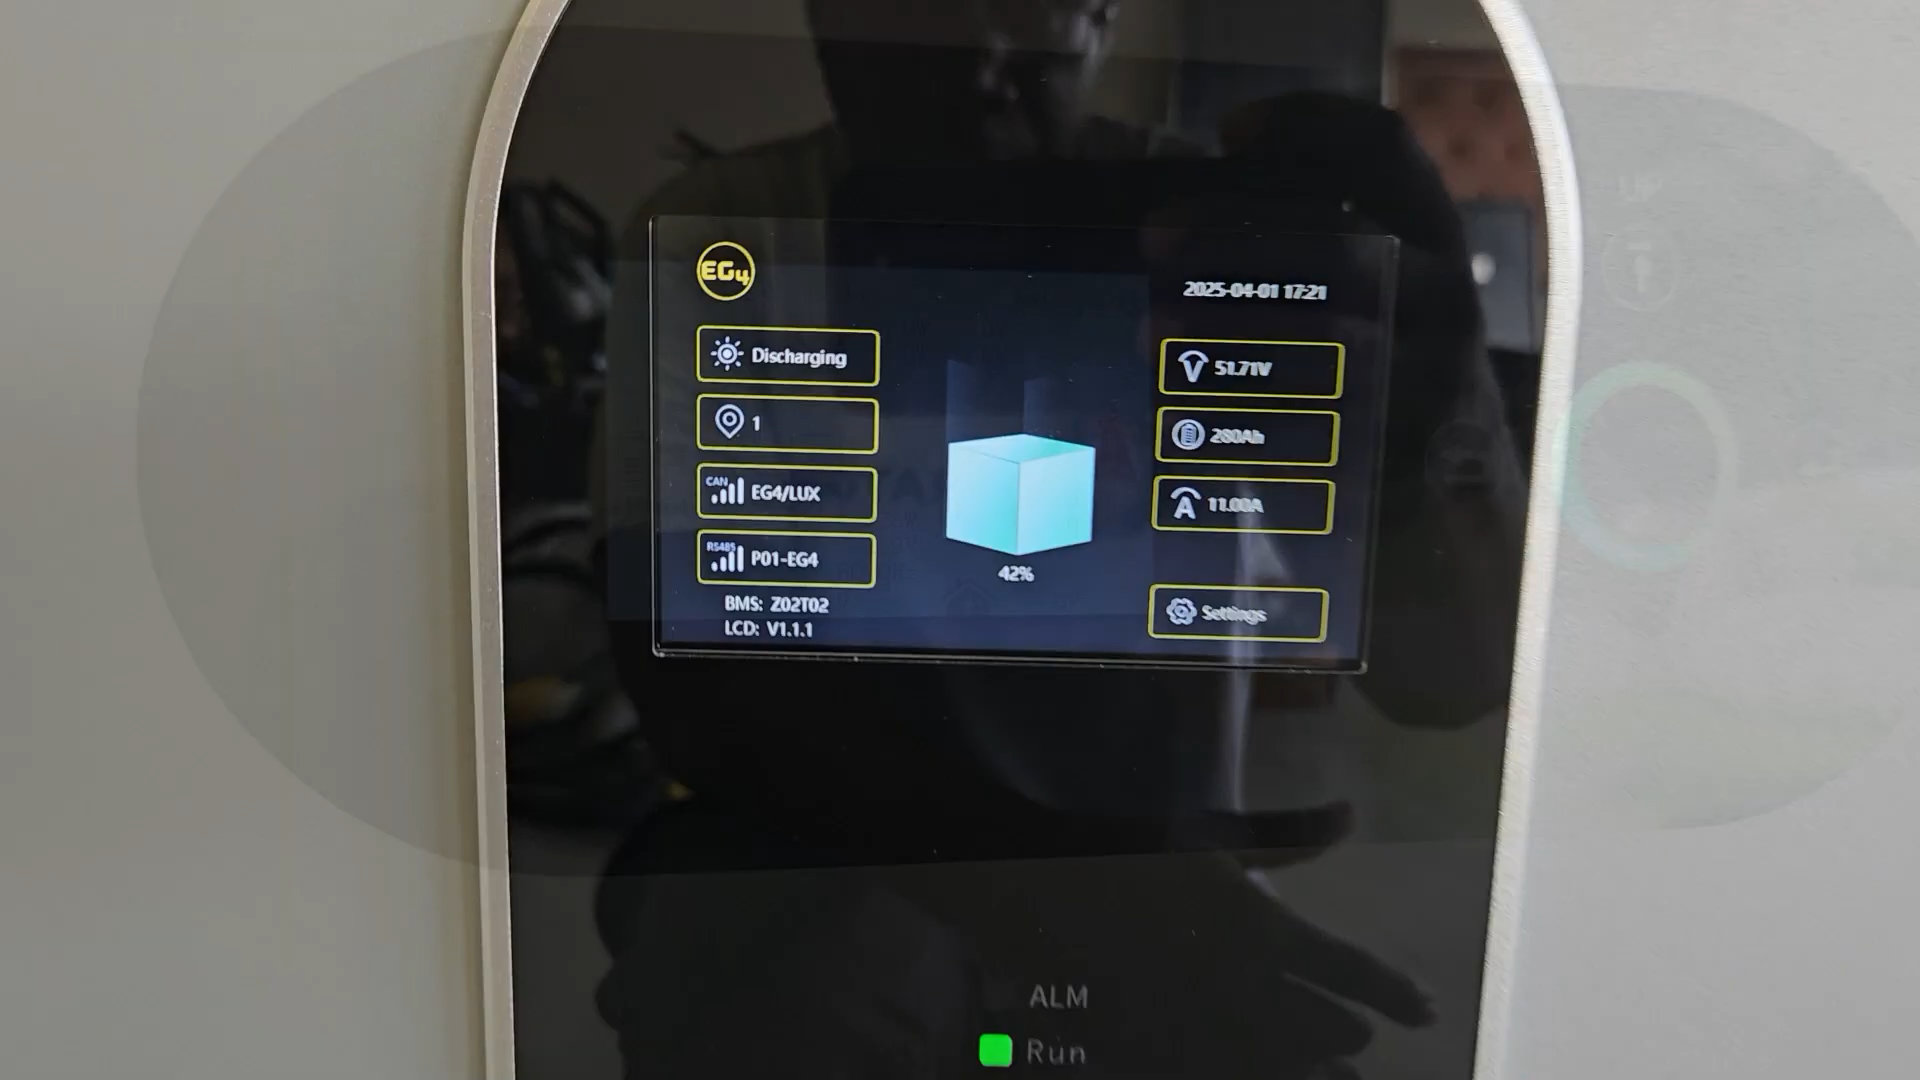 EG4
2025-04-01 17:21
Discharging
51.71V
1
280Ah
CAN
EG4/LUX
11.00A
RS485
P01-EG4
42%
BMS: Z02T02
Settings
LCD: V1.1.1
ALM
Run